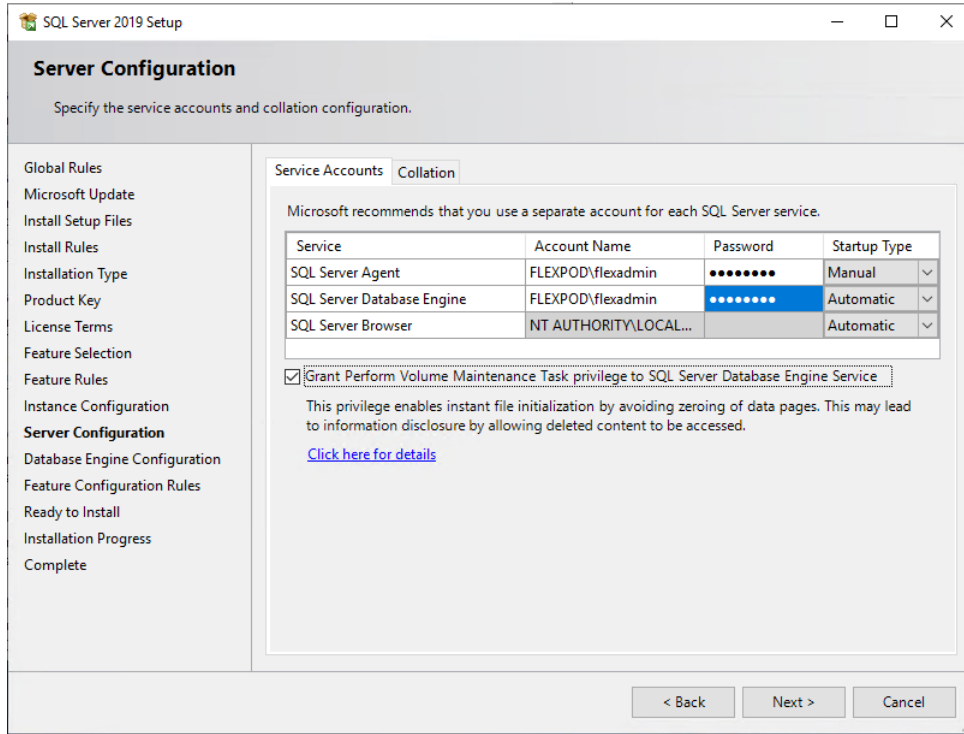 SQL Server 2019 Setup
Server Configuration
Specify the service accounts and collation configuration.
Global Rules
Microsoft Update
Install Setup Files
Install Rules
Installation Type
Product Key
License Terms
Feature Selection
Feature Rules
Instance Configuration
Server Configuration
Database Engine Configuration
Feature Configuration Rules
Ready to Install
Installation Progress
Complete
Service Accounts Collation
Microsoft recommends that you use a separate account for each SQL Server service.
Service Account Name Password Startup Type
SQL Server Agent FLEXPOD\flexadmin ●●●●●●●● Manual
SQL Server Database Engine FLEXPOD\flexadmin ●●●●●●●● Automatic
SQL Server Browser NT AUTHORITY\LOCAL... Automatic
Grant Perform Volume Maintenance Task privilege to SQL Server Database Engine Service
This privilege enables instant file initialization by avoiding zeroing of data pages. This may lead
to information disclosure by allowing deleted content to be accessed.
Click here for details
< Back Next > Cancel